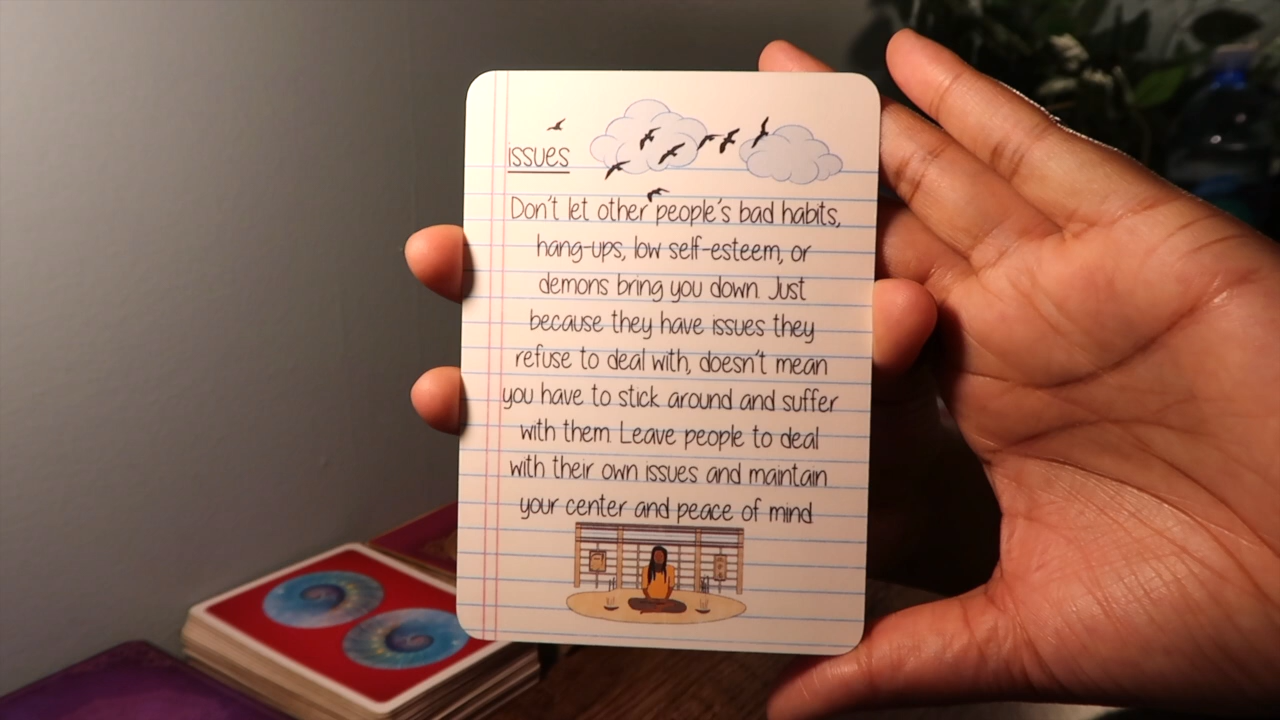 issues
Don't let other people's bad habits,
hang-ups, low self-esteem, or
demons bring you down. Just
because they have issues they
refuse to deal with, doesn't mean
you have to stick around and suffer
with them. Leave people to deal
with their own issues and maintain
your center and peace of mind